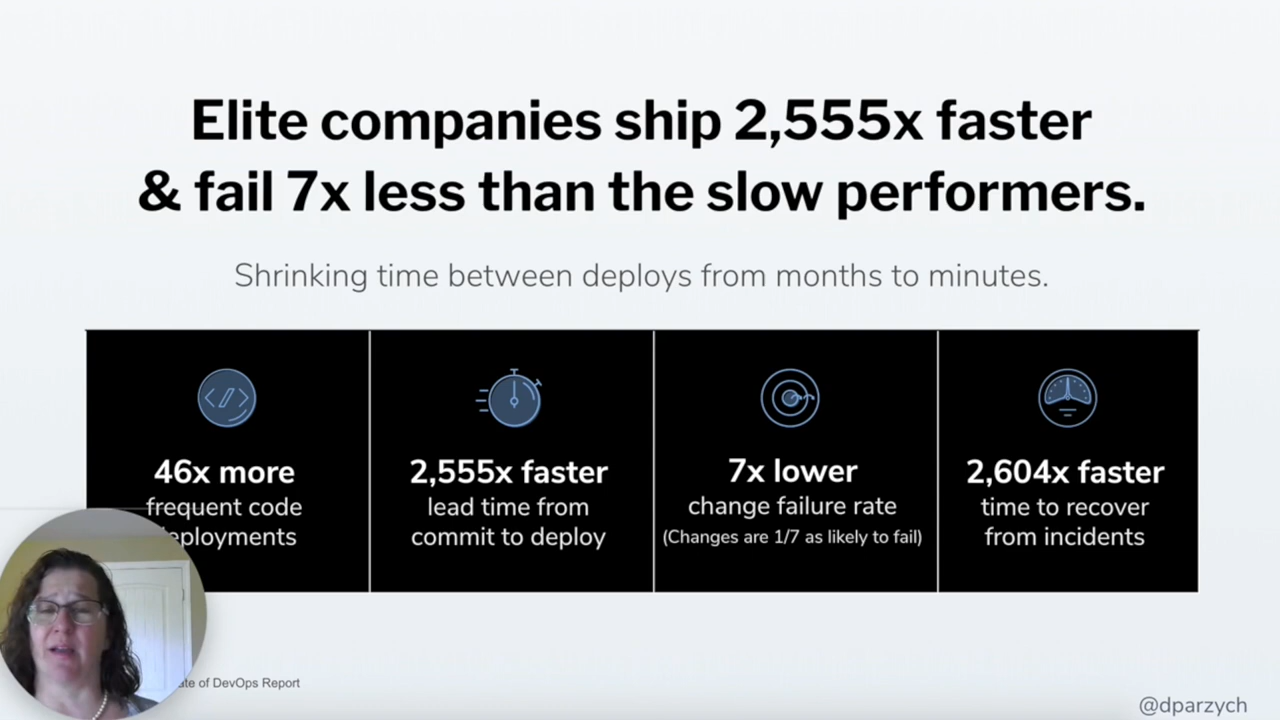 Elite companies ship 2,555x faster
& fail 7x less than the slow performers.
Shrinking time between deploys from months to minutes.
46x more
frequent code
eployments
2,555x faster
lead time from
commit to deploy
7x lower
change failure rate
(Changes are 1/7 as likely to fail)
2,604x faster
time to recover
from incidents
ate of DevOps Report
@dparzych